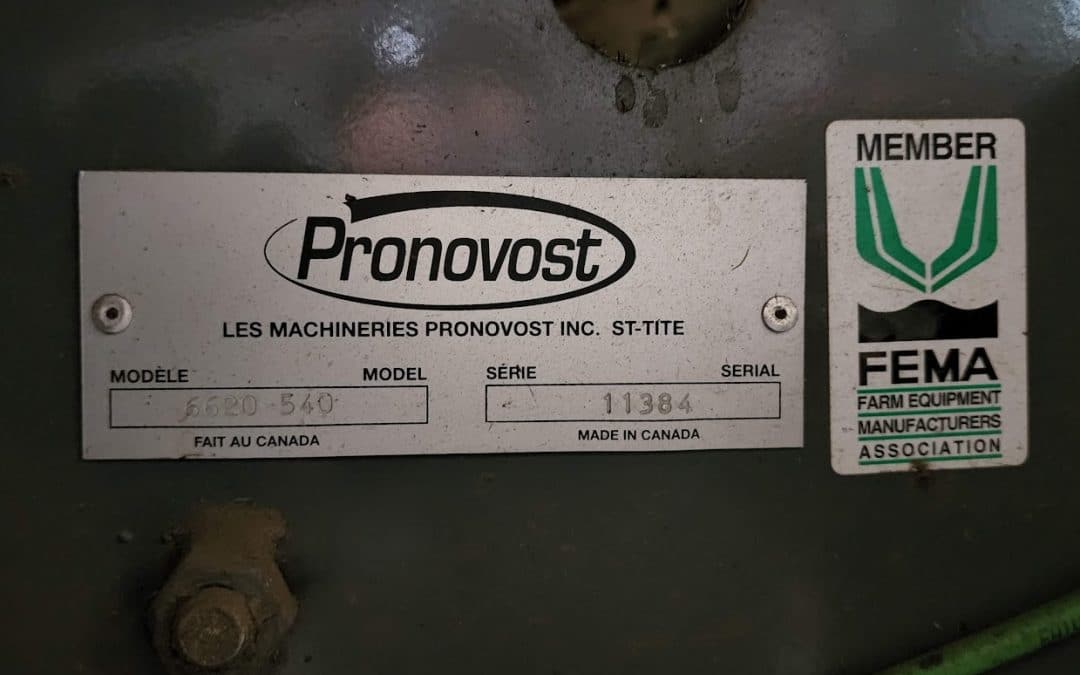 Pronovost
LES MACHINERIES PRONOVOST INC. ST-TITE
MODÈLE MODEL
6620 540
FAIT AU CANADA
SÉRIE SERIAL
11384
MADE IN CANADA
MEMBER
FEMA
FARM EQUIPMENT
MANUFACTURERS
ASSOCIATION